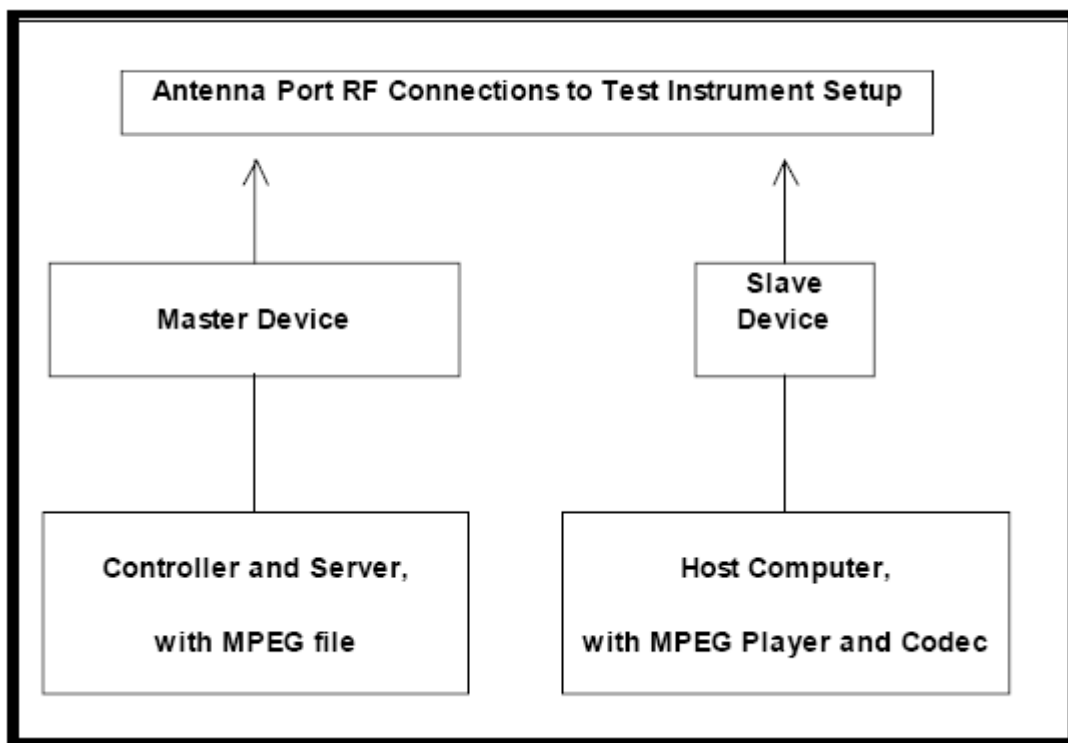 Antenna Port RF Connections to Test Instrument Setup
Master Device
Slave
Device
Controller and Server,
with MPEG file
Host Computer,
with MPEG Player and Codec